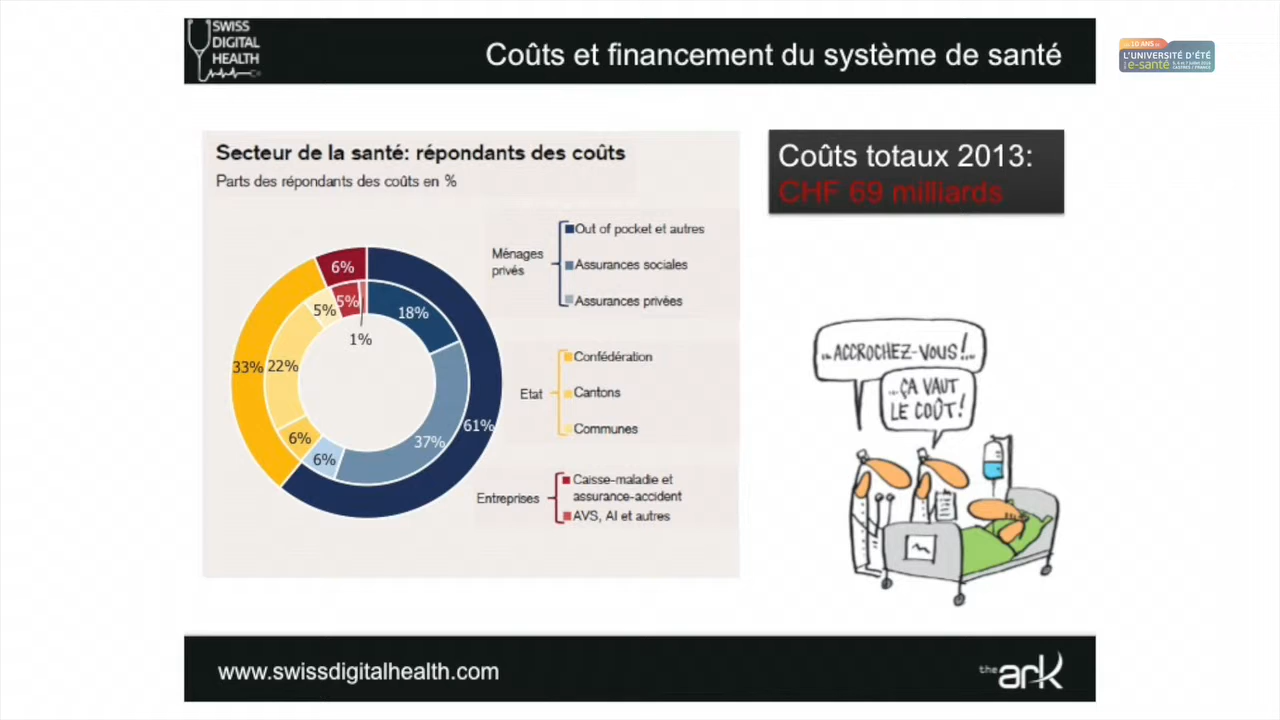 SWISS
DIGITAL
HEALTH
Coûts et financement du système de santé
L'UNIVERSITÉ D'ÉTÉ
e-santé
Secteur de la santé: répondants des coûts
Parts des répondants des coûts en %
Coûts totaux 2013:
CHF 69 milliards
Ménages
privés
Out of pocket et autres
Assurances sociales
Assurances privées
Etat
Confédération
Cantons
Communes
Entreprises
Caisse-maladie et
assurance-accident
AVS, AI et autres
6%
5%
5%
18%
1%
33%
22%
61%
37%
6%
6%
...ACCROCHEZ-VOUS!...
...ÇA VAUT
LE COÛT!
www.swissdigitalhealth.com
the ark